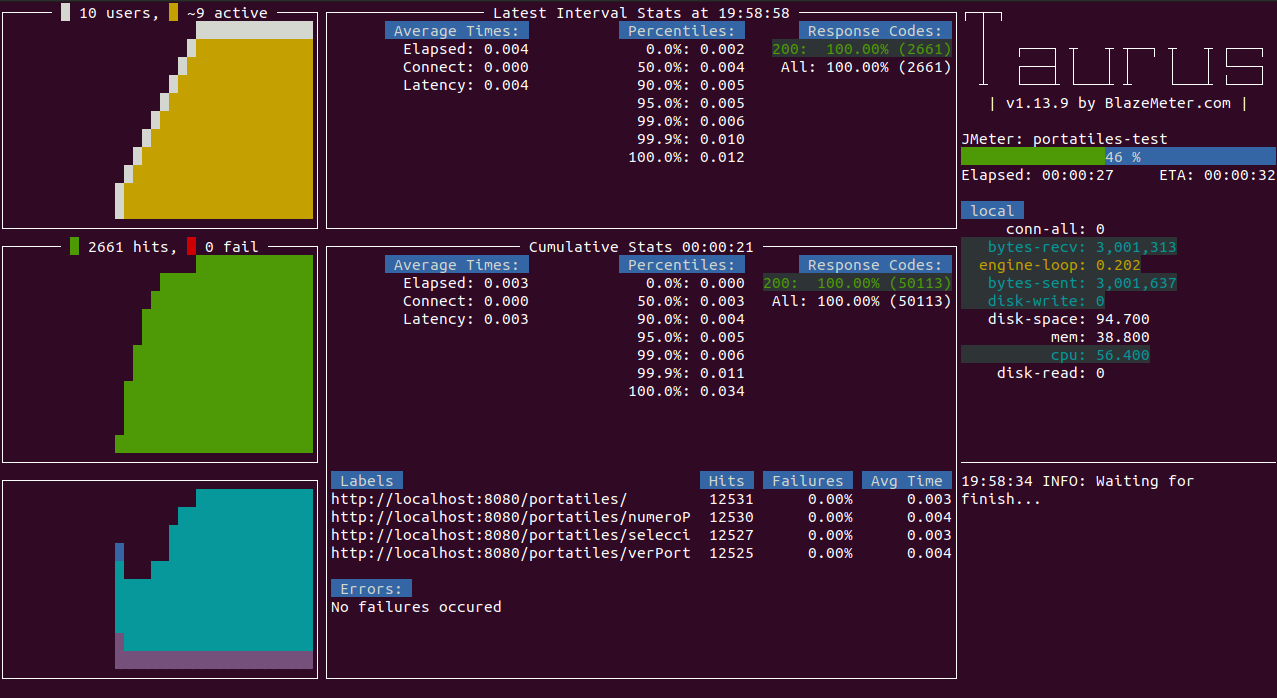 10 users, ~9 active
2661 hits, 0 fail
Latest Interval Stats at 19:58:58
Average Times: Percentiles: Response Codes:
Elapsed: 0.004 0.0%: 0.002 200: 100.00% (2661)
Connect: 0.000 50.0%: 0.004 All: 100.00% (2661)
Latency: 0.004 90.0%: 0.005
95.0%: 0.005
99.0%: 0.006
99.9%: 0.010
100.0%: 0.012
Cumulative Stats 00:00:21
Average Times: Percentiles: Response Codes:
Elapsed: 0.003 0.0%: 0.000 200: 100.00% (50113)
Connect: 0.000 50.0%: 0.003 All: 100.00% (50113)
Latency: 0.003 90.0%: 0.004
95.0%: 0.005
99.0%: 0.006
99.9%: 0.011
100.0%: 0.034
Labels Hits Failures Avg Time
http://localhost:8080/portatiles/ 12531 0.00% 0.003
http://localhost:8080/portatiles/numeroP 12530 0.00% 0.004
http://localhost:8080/portatiles/selecci 12527 0.00% 0.003
http://localhost:8080/portatiles/verPort 12525 0.00% 0.004
Errors:
No failures occured
Taurus
| v1.13.9 by BlazeMeter.com |
JMeter: portatiles-test
46 %
Elapsed: 00:00:27 ETA: 00:00:32
local
conn-all: 0
bytes-recv: 3,001,313
engine-loop: 0.202
bytes-sent: 3,001,637
disk-write: 0
disk-space: 94.700
mem: 38.800
cpu: 56.400
disk-read: 0
19:58:34 INFO: Waiting for
finish...